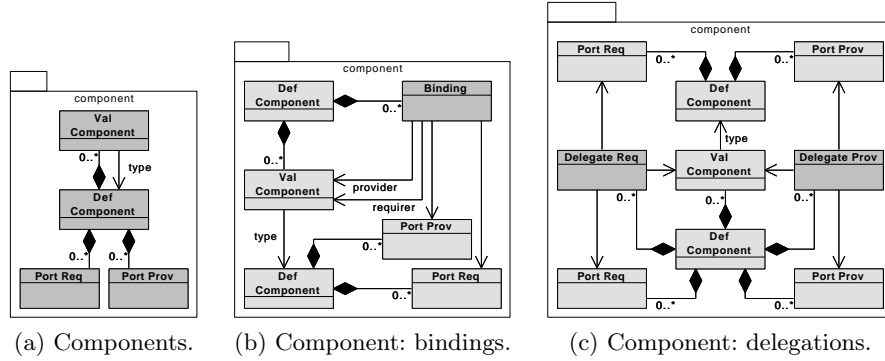 component
Val
Component
0..*
type
Def
Component
0..*
0..*
Port Req
Port Prov
(a) Components.
component
Def
Component
Binding
0..*
0..*
Val
Component
provider
requirer
type
Port Prov
0..*
Def
Component
Port Req
0..*
(b) Component: bindings.
component
Port Req
Port Prov
0..*
0..*
Def
Component
type
Delegate Req
Val
Component
Delegate Prov
0..*
0..*
0..*
Def
Component
Port Req
Port Prov
0..*
0..*
(c) Component: delegations.